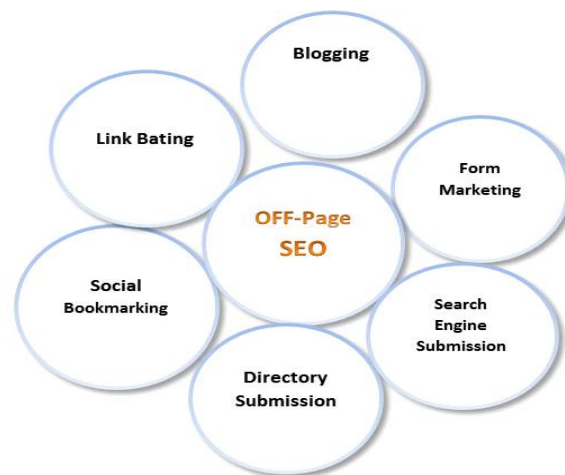 Blogging
Link Bating
Form
Marketing
OFF-Page
SEO
Social
Bookmarking
Search
Engine
Submission
Directory
Submission